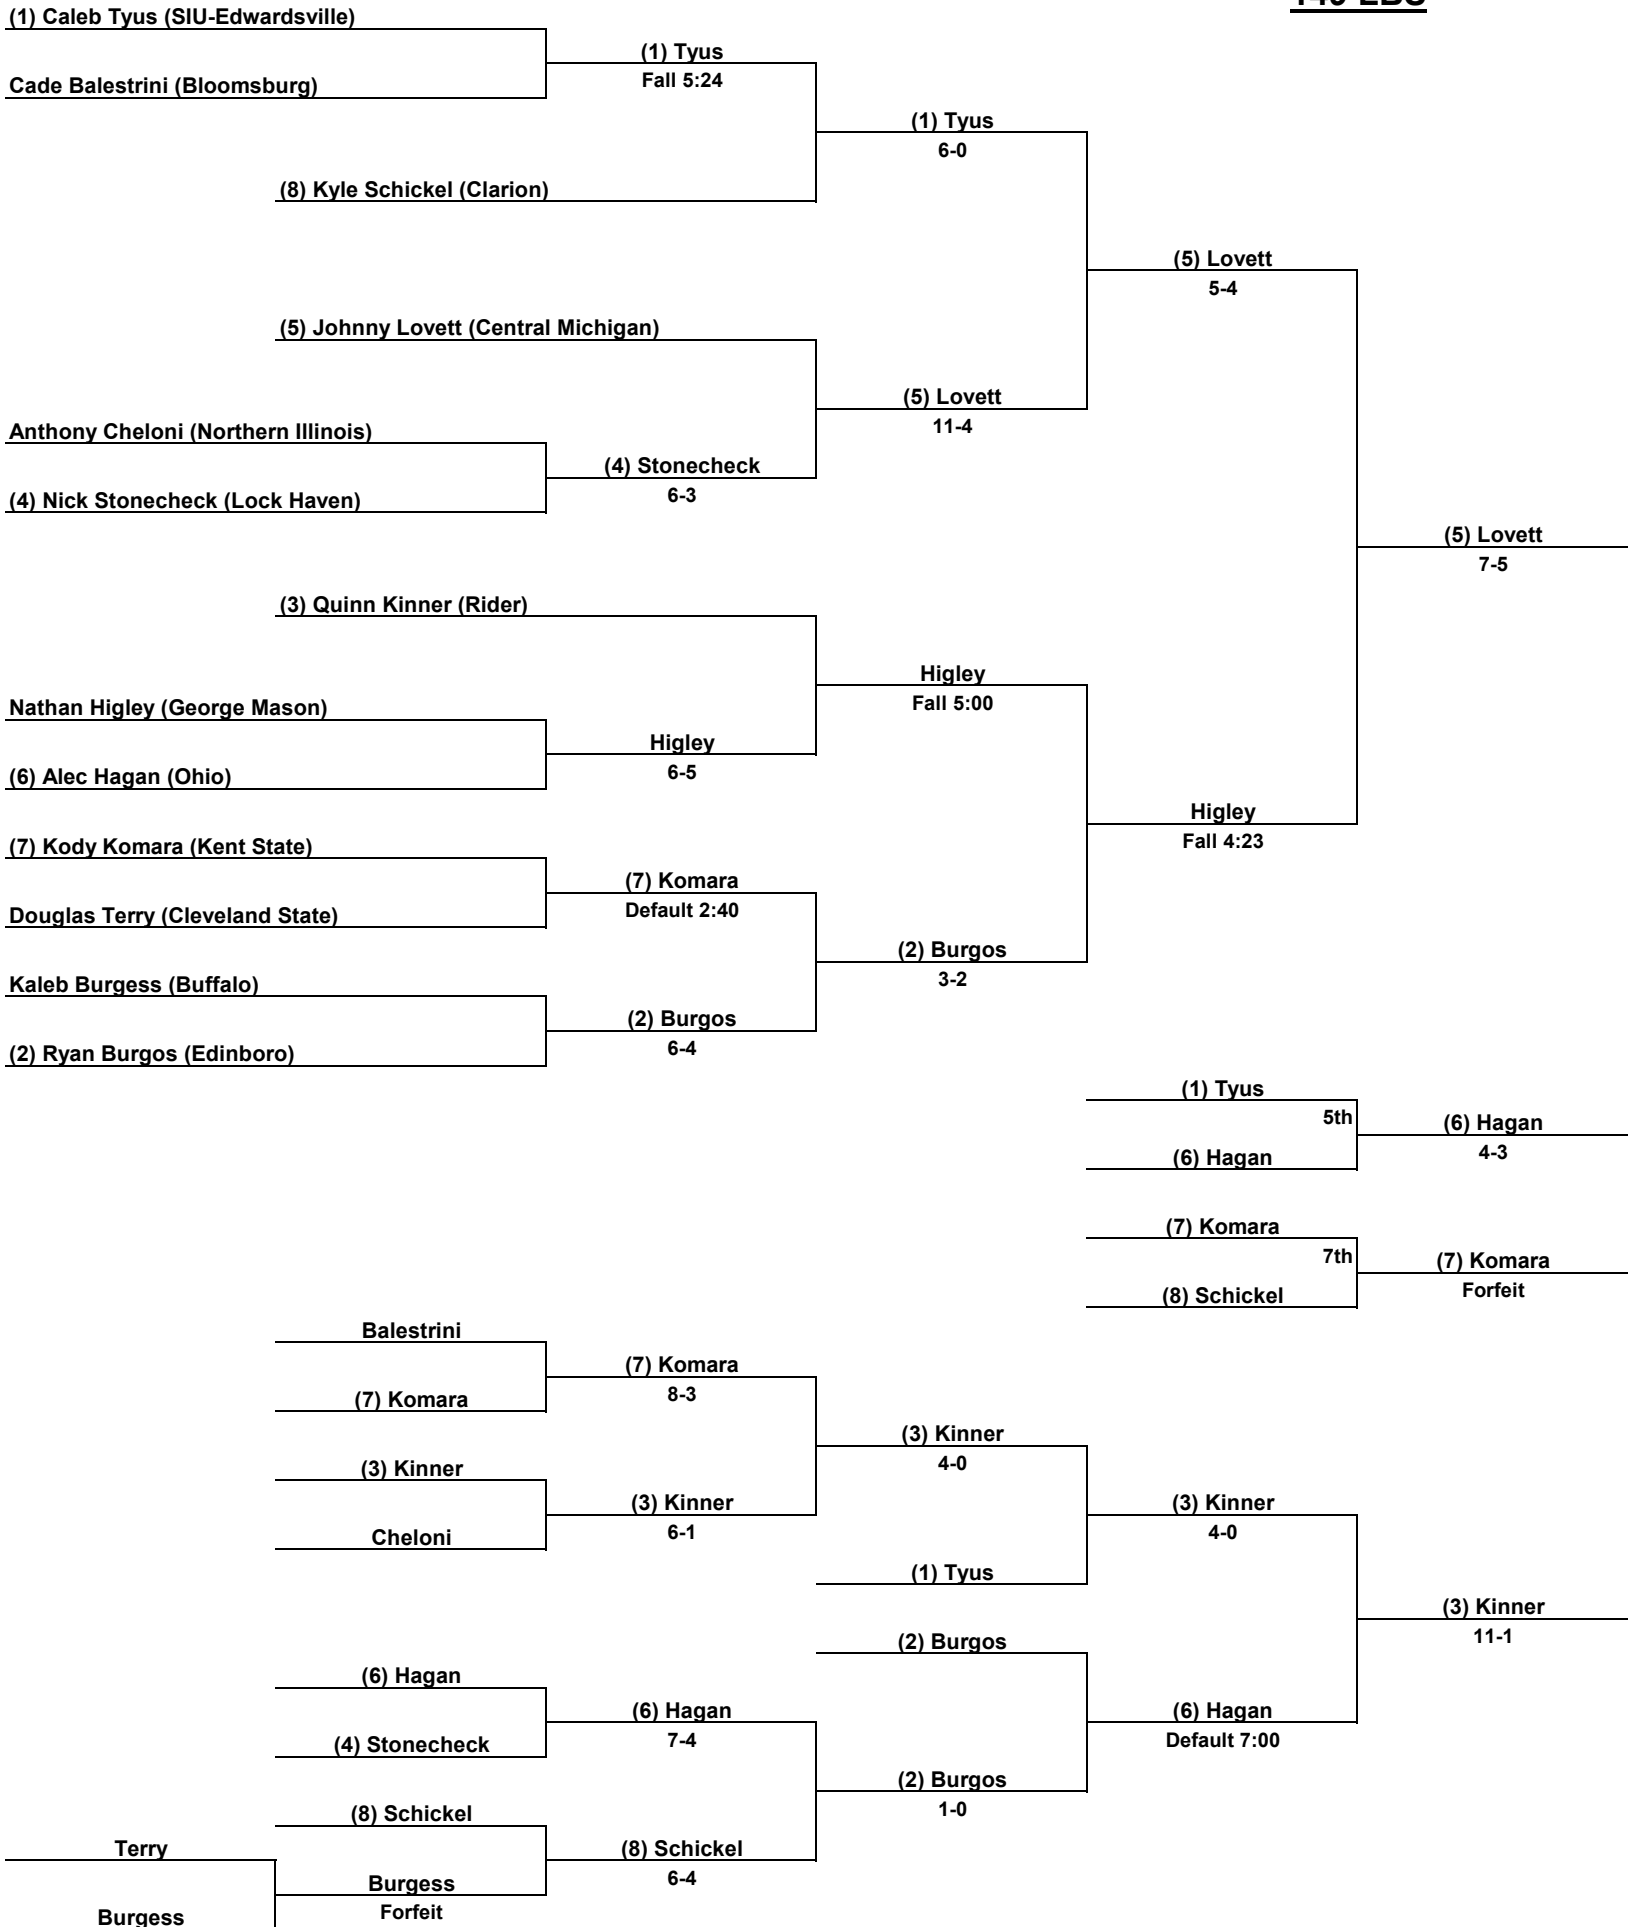 (1) Caleb Tyus (SIU-Edwardsville)
(1) Tyus
Cade Balestrini (Bloomsburg)
Fall 5:24
(1) Tyus
6-0
(8) Kyle Schickel (Clarion)
(5) Lovett
5-4
(5) Johnny Lovett (Central Michigan)
(5) Lovett
11-4
Anthony Cheloni (Northern Illinois)
(4) Stonecheck
6-3
(4) Nick Stonecheck (Lock Haven)
(5) Lovett
7-5
(3) Quinn Kinner (Rider)
Higley
Fall 5:00
Nathan Higley (George Mason)
Higley
6-5
(6) Alec Hagan (Ohio)
Higley
Fall 4:23
(7) Kody Komara (Kent State)
(7) Komara
Default 2:40
Douglas Terry (Cleveland State)
(2) Burgos
3-2
Kaleb Burgess (Buffalo)
(2) Burgos
6-4
(2) Ryan Burgos (Edinboro)
(1) Tyus
5th
(6) Hagan
4-3
(6) Hagan
(7) Komara
7th
(7) Komara
Forfeit
(8) Schickel
Balestrini
(7) Komara
8-3
(7) Komara
(3) Kinner
4-0
(3) Kinner
(3) Kinner
6-1
(3) Kinner
4-0
Cheloni
(1) Tyus
(3) Kinner
11-1
(2) Burgos
(6) Hagan
(6) Hagan
7-4
(6) Hagan
Default 7:00
(4) Stonecheck
(2) Burgos
1-0
(8) Schickel
Terry
(8) Schickel
6-4
Burgess
Forfeit
Burgess